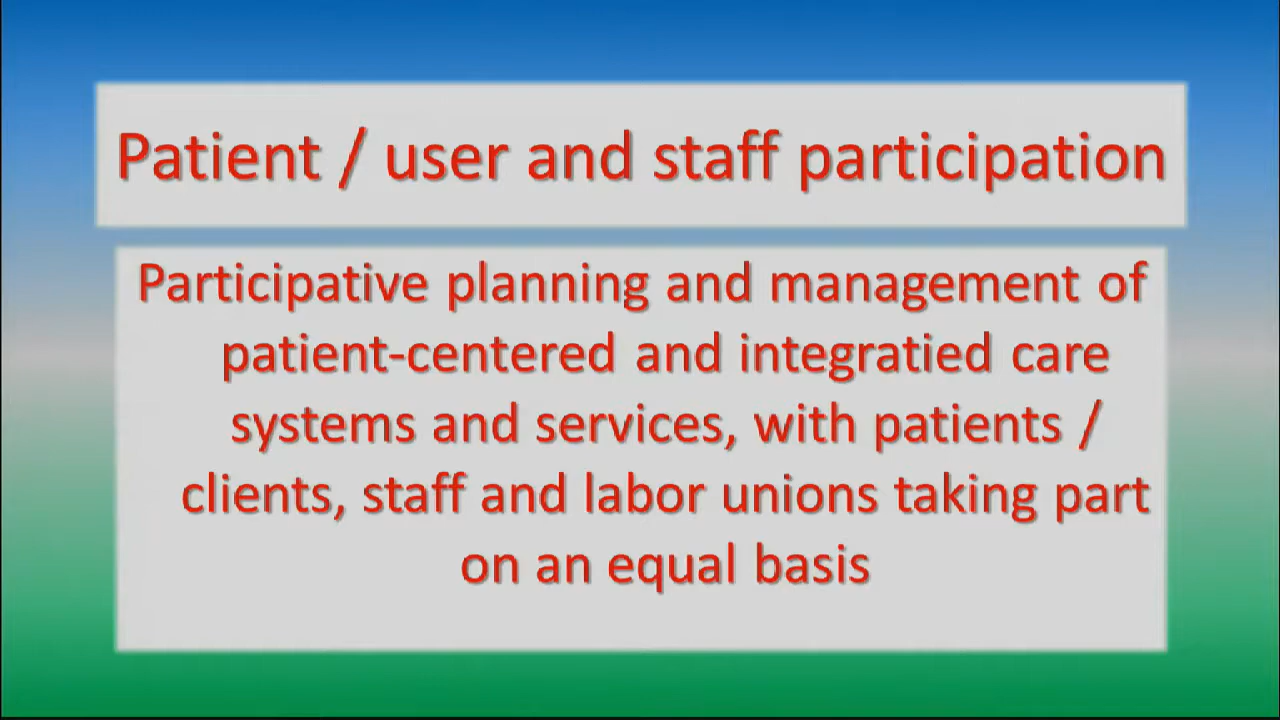 Patient / user and staff participation
Participative planning and management of
patient-centered and integratied care
systems and services, with patients /
clients, staff and labor unions taking part
on an equal basis